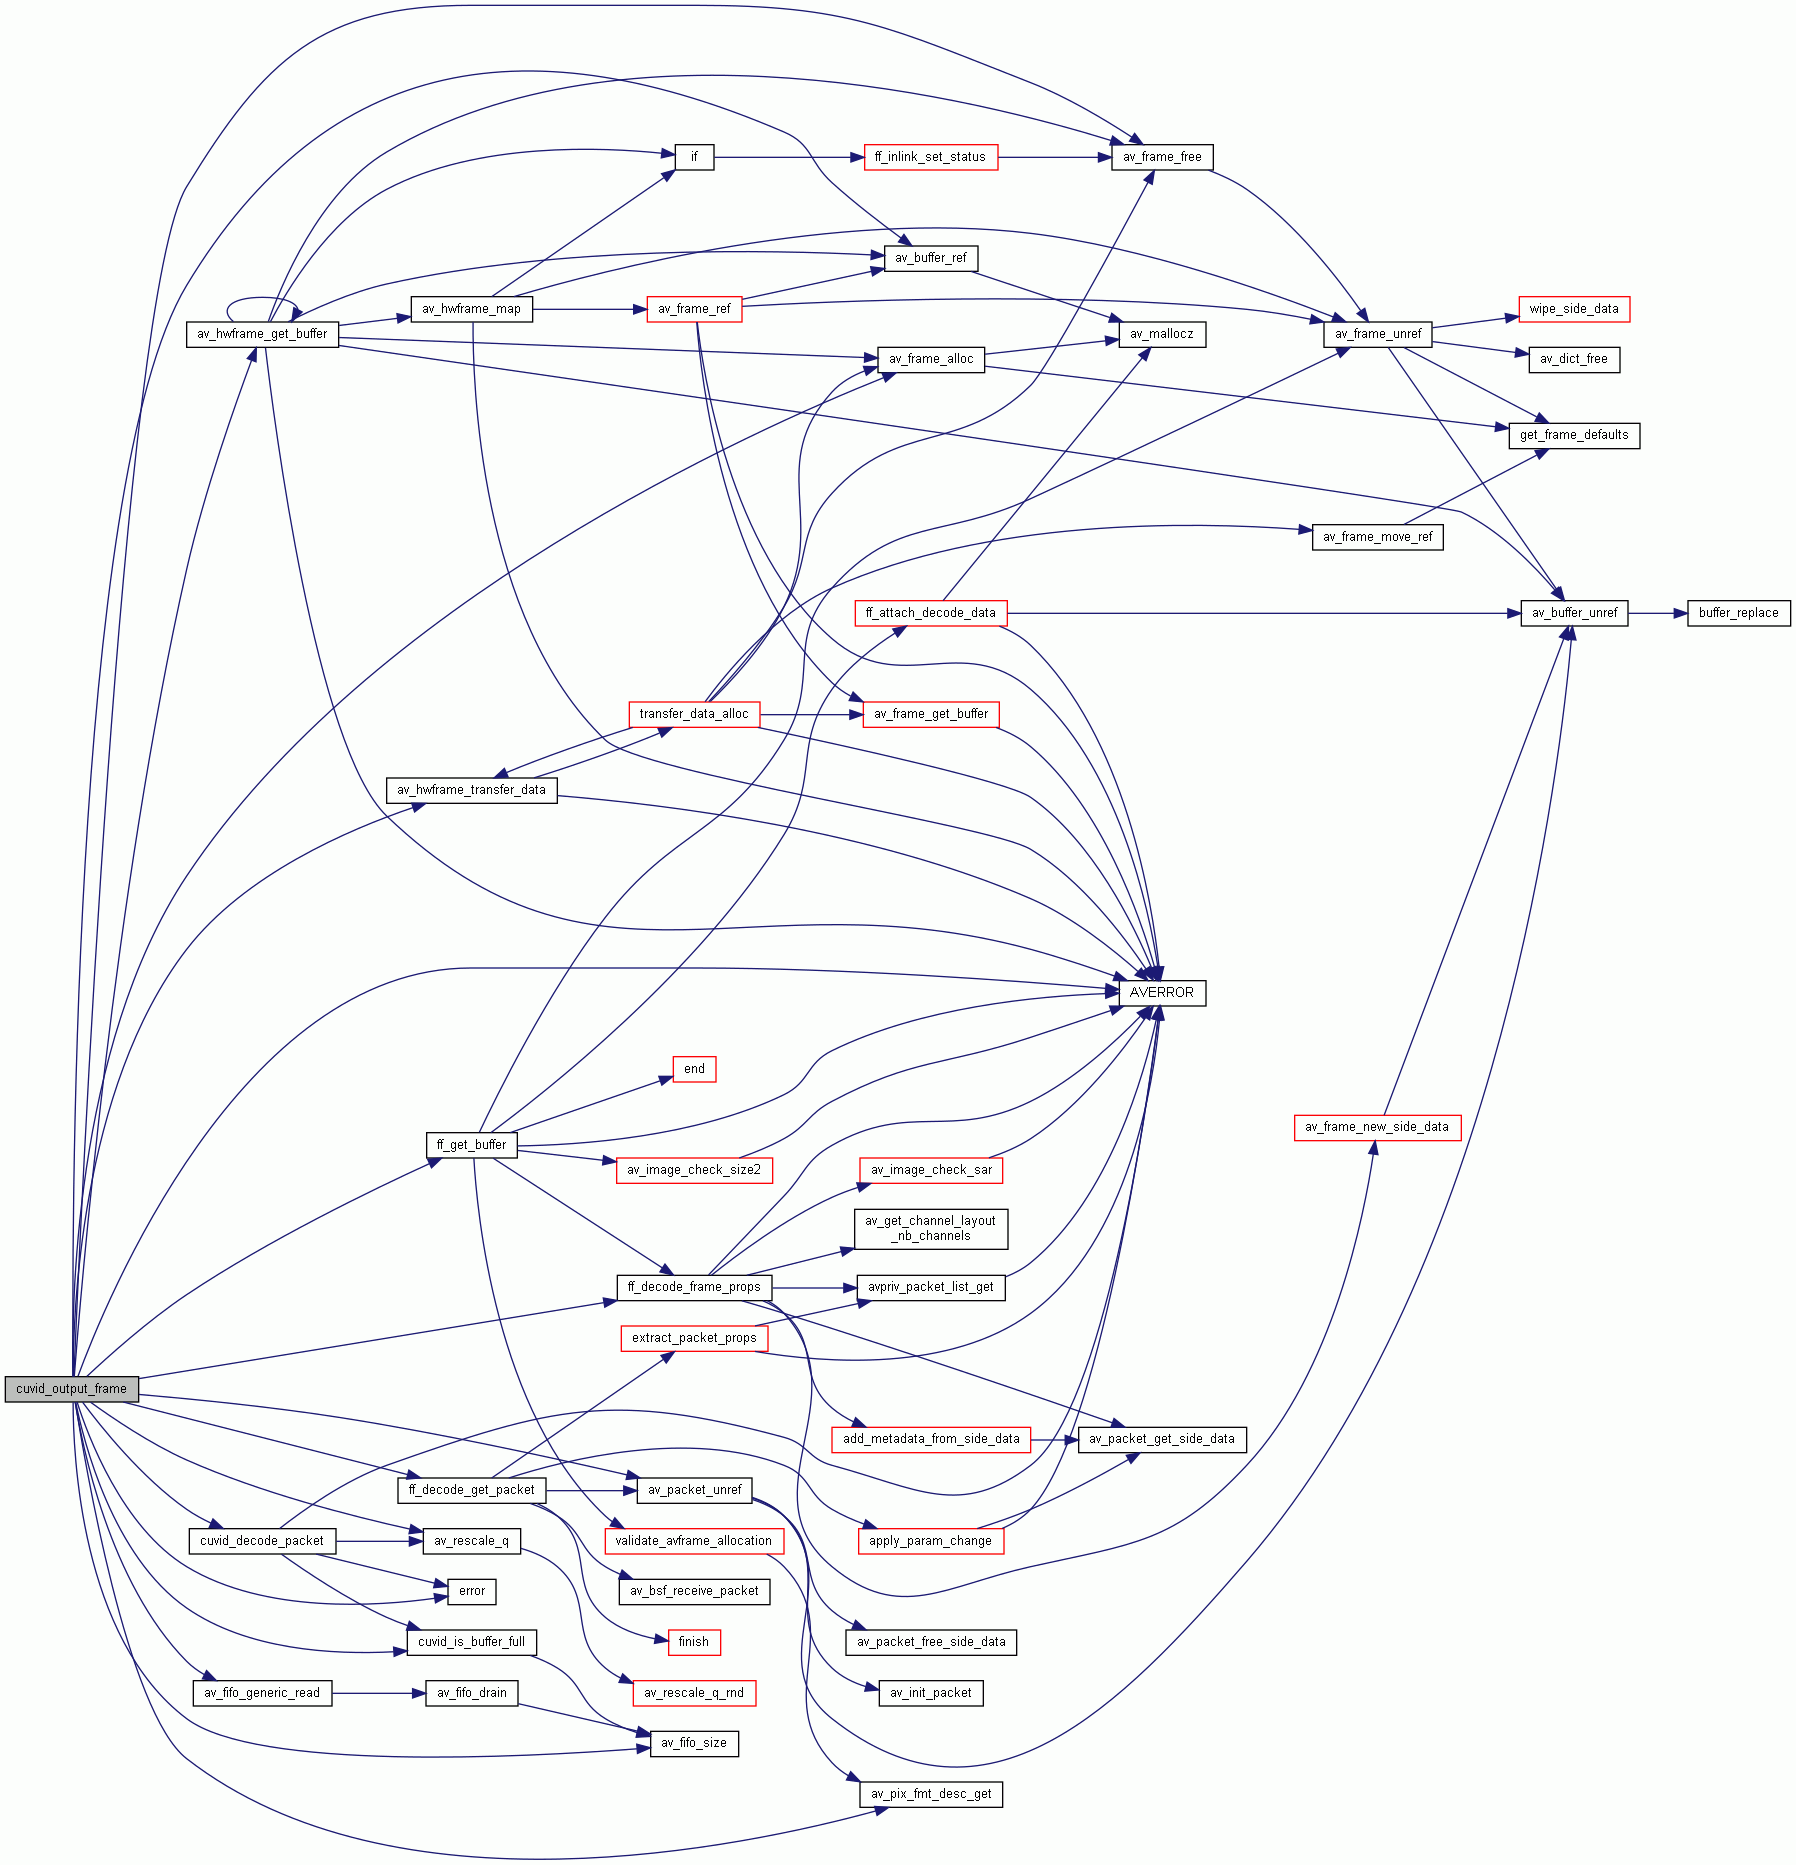 if
ff_inlink_set_status
av_frame_free
av_buffer_ref
av_hwframe_map
av_frame_ref
wipe_side_data
av_hwframe_get_buffer
av_mallocz
av_frame_unref
av_frame_alloc
av_dict_free
get_frame_defaults
av_frame_move_ref
ff_attach_decode_data
av_buffer_unref
buffer_replace
transfer_data_alloc
av_frame_get_buffer
av_hwframe_transfer_data
AVERROR
end
av_frame_new_side_data
ff_get_buffer
av_image_check_size2
av_image_check_sar
av_get_channel_layout
_nb_channels
ff_decode_frame_props
avpriv_packet_list_get
extract_packet_props
cuvid_output_frame
add_metadata_from_side_data
av_packet_get_side_data
ff_decode_get_packet
av_packet_unref
cuvid_decode_packet
av_rescale_q
validate_avframe_allocation
apply_param_change
error
av_bsf_receive_packet
cuvid_is_buffer_full
finish
av_packet_free_side_data
av_fifo_generic_read
av_fifo_drain
av_rescale_q_rnd
av_init_packet
av_fifo_size
av_pix_fmt_desc_get